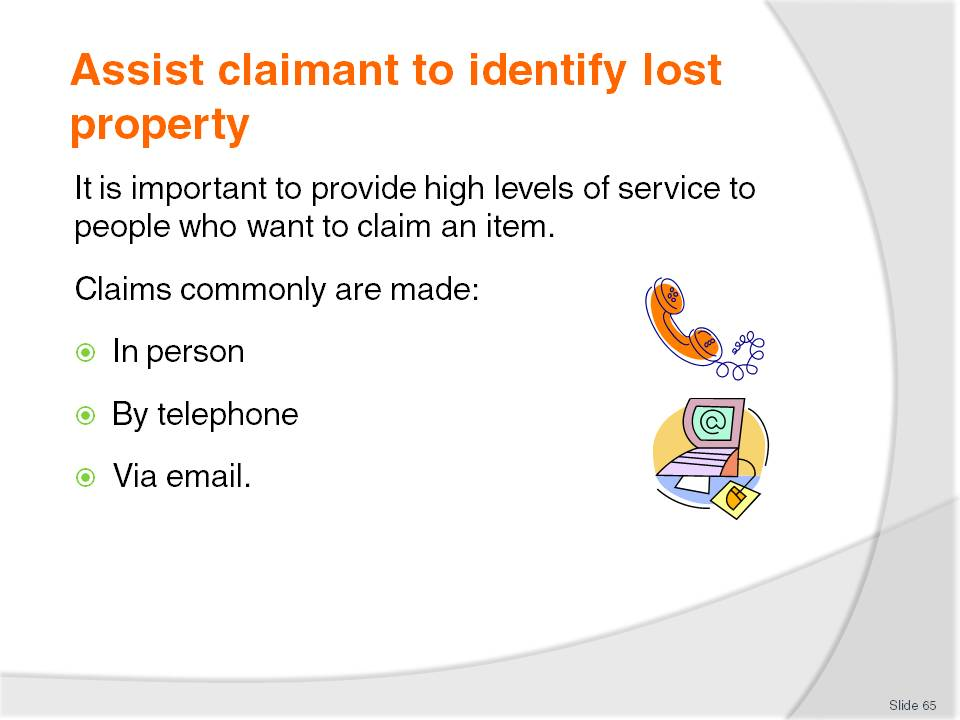 Assist claimant to identify lost
property
It is important to provide high levels of service to
people who want to claim an item.
Claims commonly are made:
In person
By telephone
Via email.
@
Slide 65